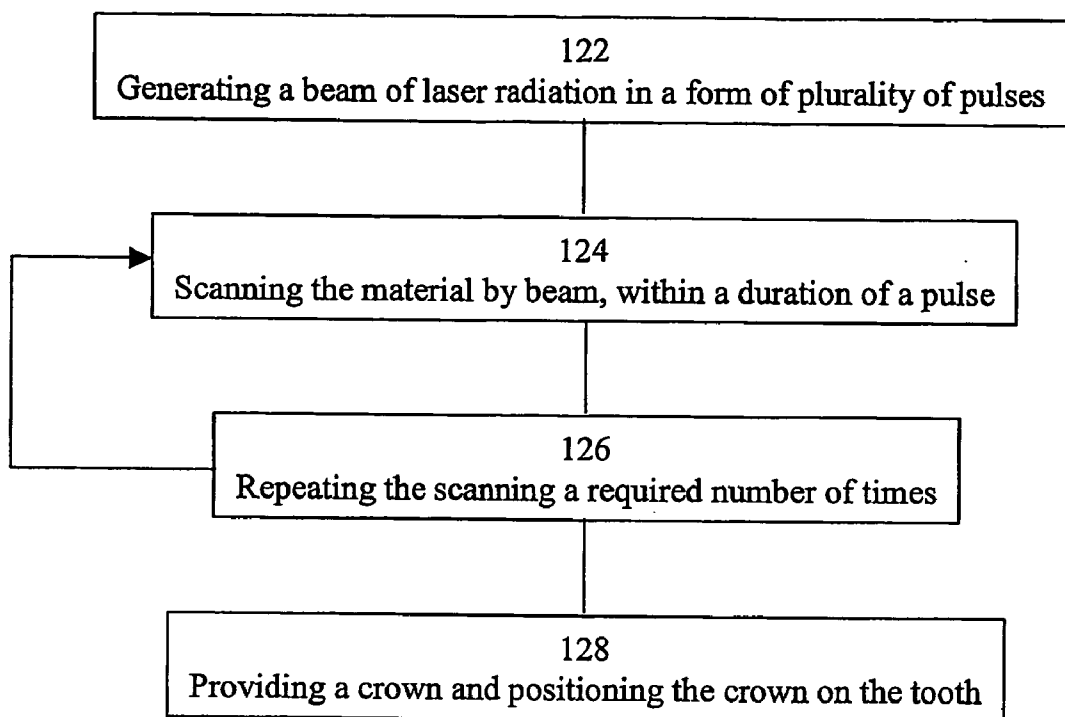 122
Generating a beam of laser radiation in a form of plurality of pulses
124
Scanning the material by beam, within a duration of a pulse
126
Repeating the scanning a required number of times
128
Providing a crown and positioning the crown on the tooth